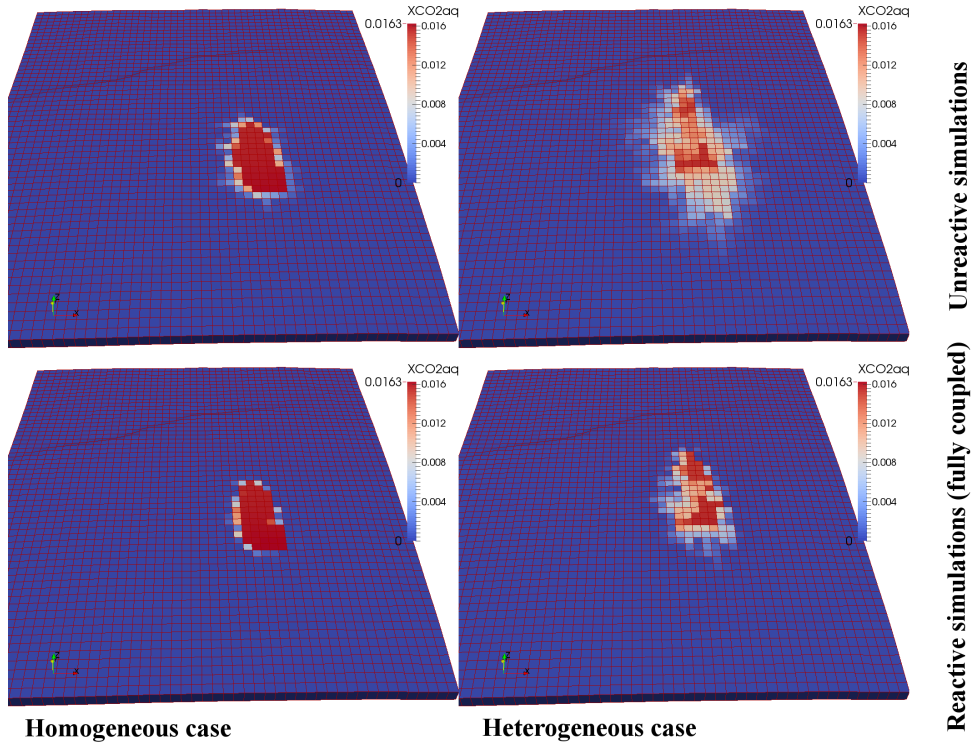 XCO2aq
0.0163
0.016
0.012
0.008
0.004
0
Z
X
XCO2aq
0.0163
0.016
0.012
0.008
0.004
0
Z
X
Unreactive simulations
XCO2aq
0.0163
0.016
0.012
0.008
0.004
0
Z
X
XCO2aq
0.0163
0.016
0.012
0.008
0.004
0
Z
X
Reactive simulations (fully coupled)
Homogeneous case
Heterogeneous case